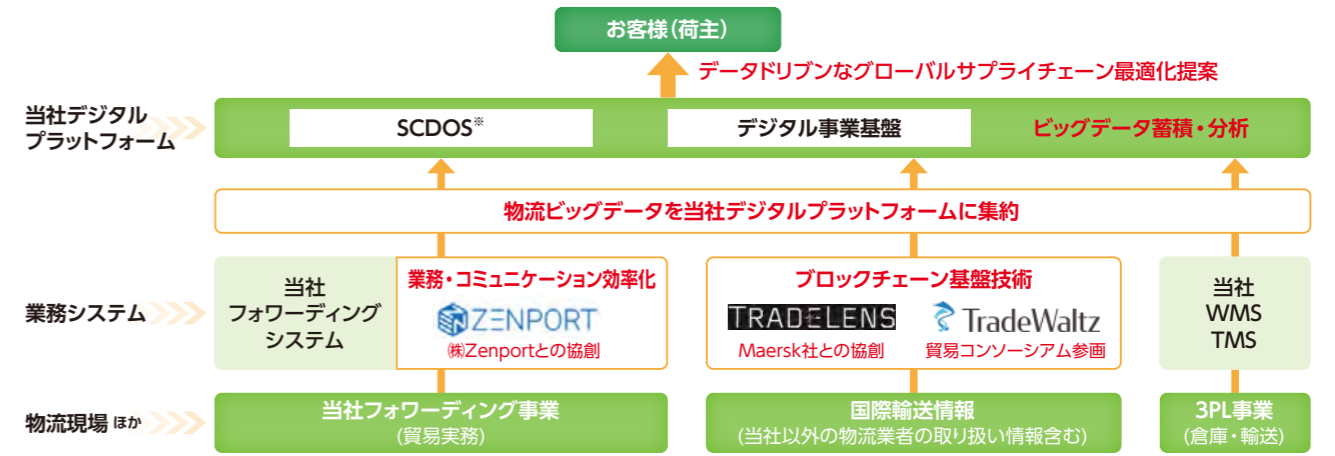 お客様（荷主）
データドリブンなグローバルサプライチェーン最適化提案
当社デジタル
プラットフォーム
SCDOS※
デジタル事業基盤
ビッグデータ蓄積・分析
物流ビッグデータを当社デジタルプラットフォームに集約
業務システム
当社
フォワーディング
システム
業務・コミュニケーション効率化
ZENPORT
㈱Zenportとの協創
ブロックチェーン基盤技術
TRADELENS
Maersk社との協創
TradeWaltz
貿易コンソーシアム参画
当社
WMS
TMS
物流現場 ほか
当社フォワーディング事業
(貿易実務)
国際輸送情報
(当社以外の物流業者の取り扱い情報含む)
3PL事業
(倉庫・輸送)